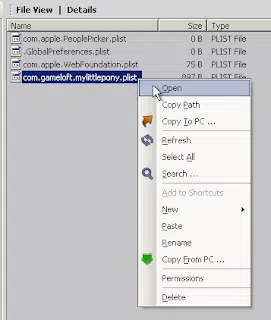 File View | Details
Name Size Type
com.apple.PeoplePicker.plist 0 B PLIST File
.GlobalPreferences.plist 0 B PLIST File
com.apple.WebFoundation.plist 75 B PLIST File
com.gameloft.mylittlepony.plist 897 B PLIST File
Open
Copy Path
Copy To PC ...
Refresh
Select All
Search ...
Add to Shortcuts
New
Paste
Rename
Copy From PC ...
Permissions
Delete